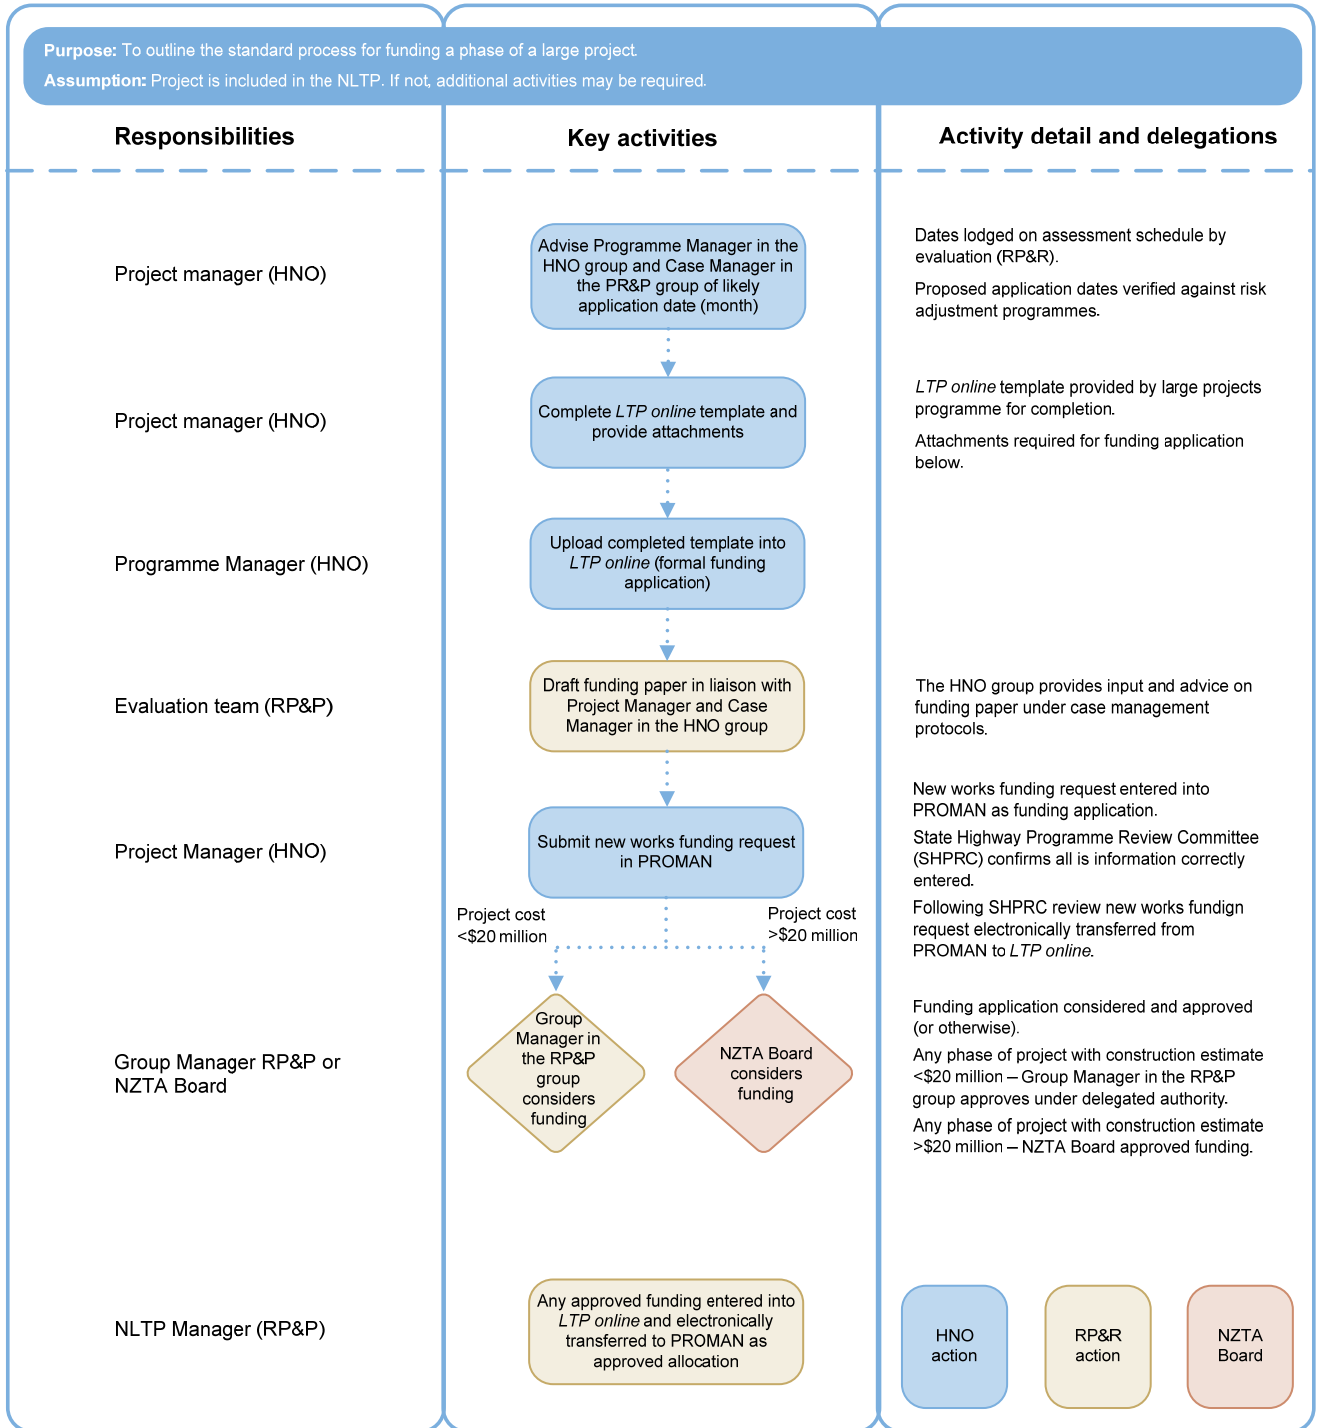 Purpose: To outline the standard process for funding a phase of a large project.
Assumption: Project is included in the NLTP. If not, additional activities may be required.
Responsibilities
Key activities
Activity detail and delegations
Project manager (HNO)
Advise Programme Manager in the
HNO group and Case Manager in
the PR&P group of likely
application date (month)
Dates lodged on assessment schedule by
evaluation (RP&R).
Proposed application dates verified against risk
adjustment programmes.
Project manager (HNO)
Complete LTP online template and
provide attachments
LTP online template provided by large projects
programme for completion.
Attachments required for funding application
below.
Programme Manager (HNO)
Upload completed template into
LTP online (formal funding
application)
Evaluation team (RP&P)
Draft funding paper in liaison with
Project Manager and Case
Manager in the HNO group
The HNO group provides input and advice on
funding paper under case management
protocols.
Project Manager (HNO)
Submit new works funding request
in PROMAN
New works funding request entered into
PROMAN as funding application.
State Highway Programme Review Committee
(SHPRC) confirms all is information correctly
entered.
Following SHPRC review new works fundign
request electronically transferred from
PROMAN to LTP online.
Project cost
<$20 million
Project cost
>$20 million
Group Manager RP&P or
NZTA Board
Group
Manager in
the RP&P
group
considers
funding
NZTA Board
considers
funding
Funding application considered and approved
(or otherwise).
Any phase of project with construction estimate
<$20 million – Group Manager in the RP&P
group approves under delegated authority.
Any phase of project with construction estimate
>$20 million – NZTA Board approved funding.
NLTP Manager (RP&P)
Any approved funding entered into
LTP online and electronically
transferred to PROMAN as
approved allocation
HNO
action
RP&R
action
NZTA
Board